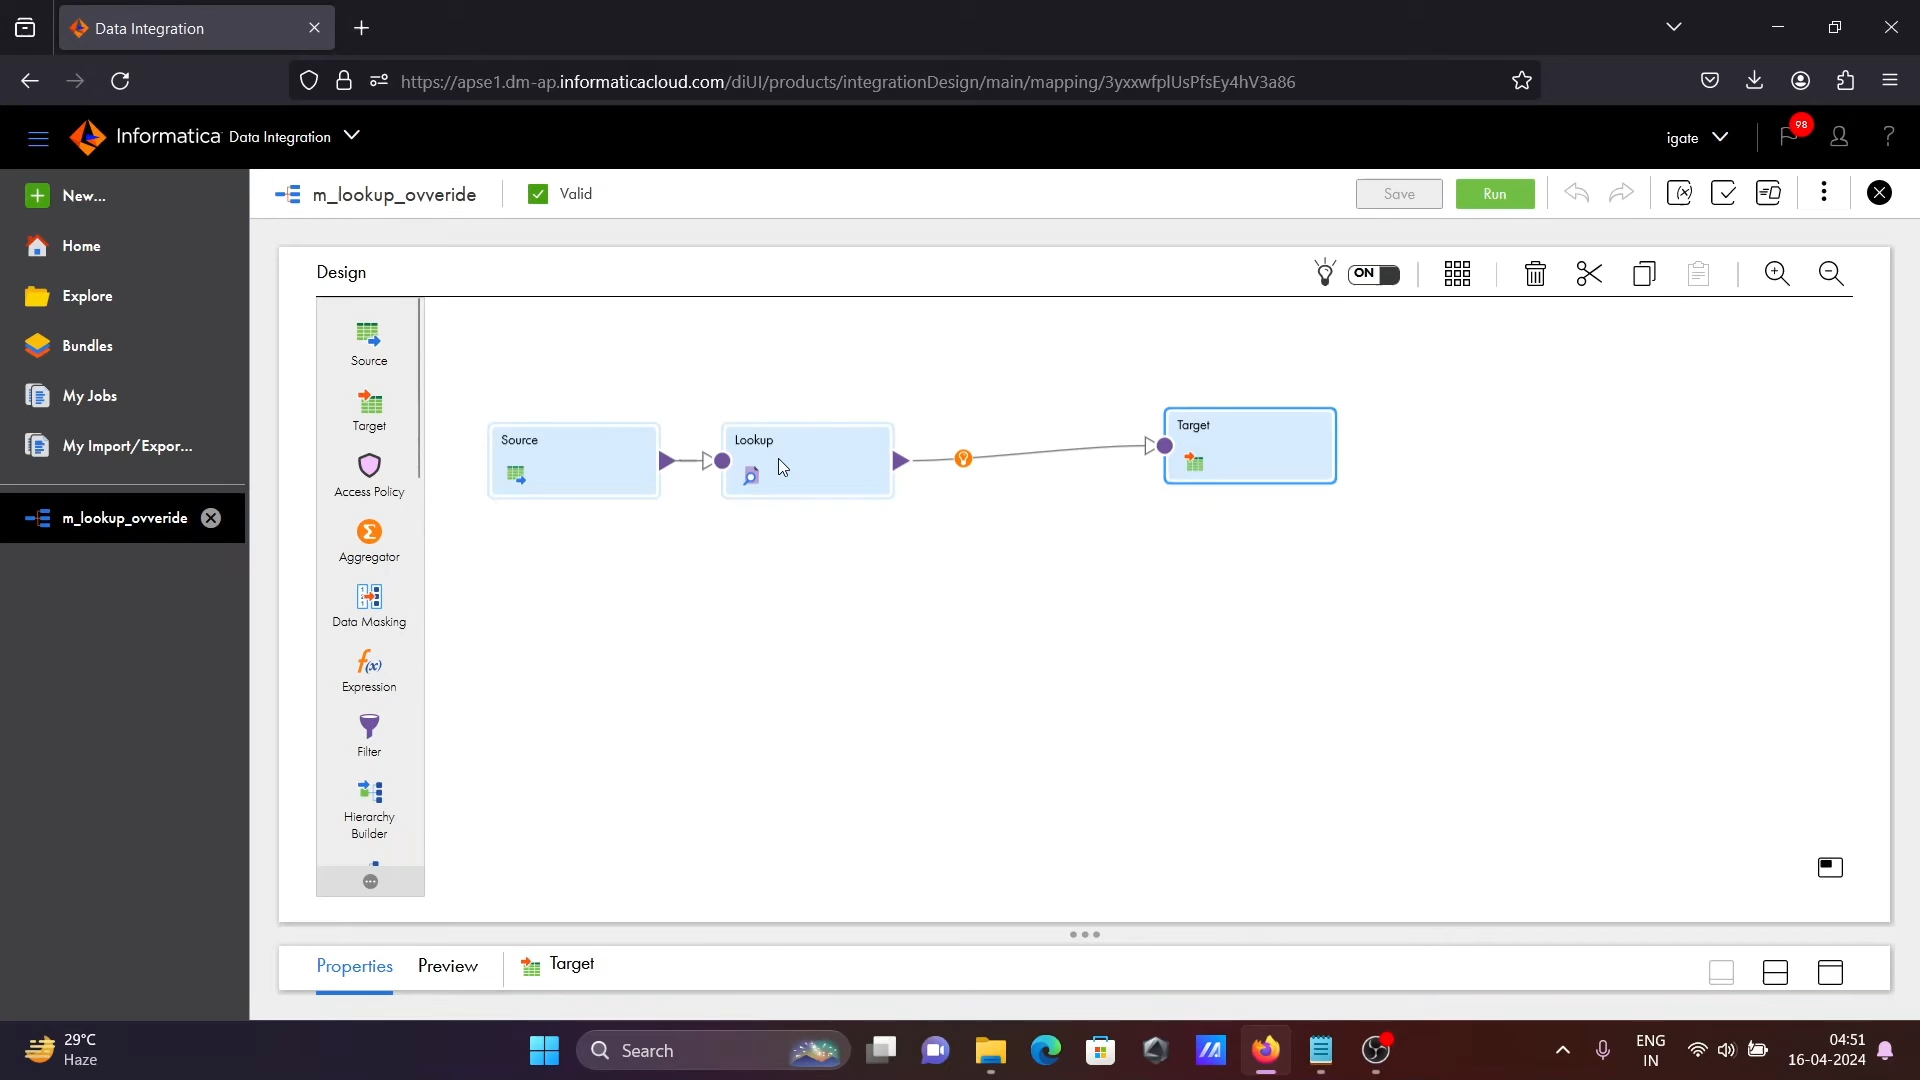 Data Integration
https://apse1.dm-ap.informaticacloud.com/diUI/products/integrationDesign/main/mapping/3yxxwfplUsPfsEy4hV3a86
Informatica Data Integration
igate
98
?
New...
Home
Explore
Bundles
My Jobs
My Import/Expor...
m_lookup_ovveride
m_lookup_ovveride
Valid
Save
Run
Design
ON
Source
Target
Access Policy
Aggregator
Data Masking
Expression
Filter
Hierarchy
Builder
Source
Lookup
Target
Properties
Preview
Target
29°C
Haze
Search
ENG
IN
04:51
16-04-2024